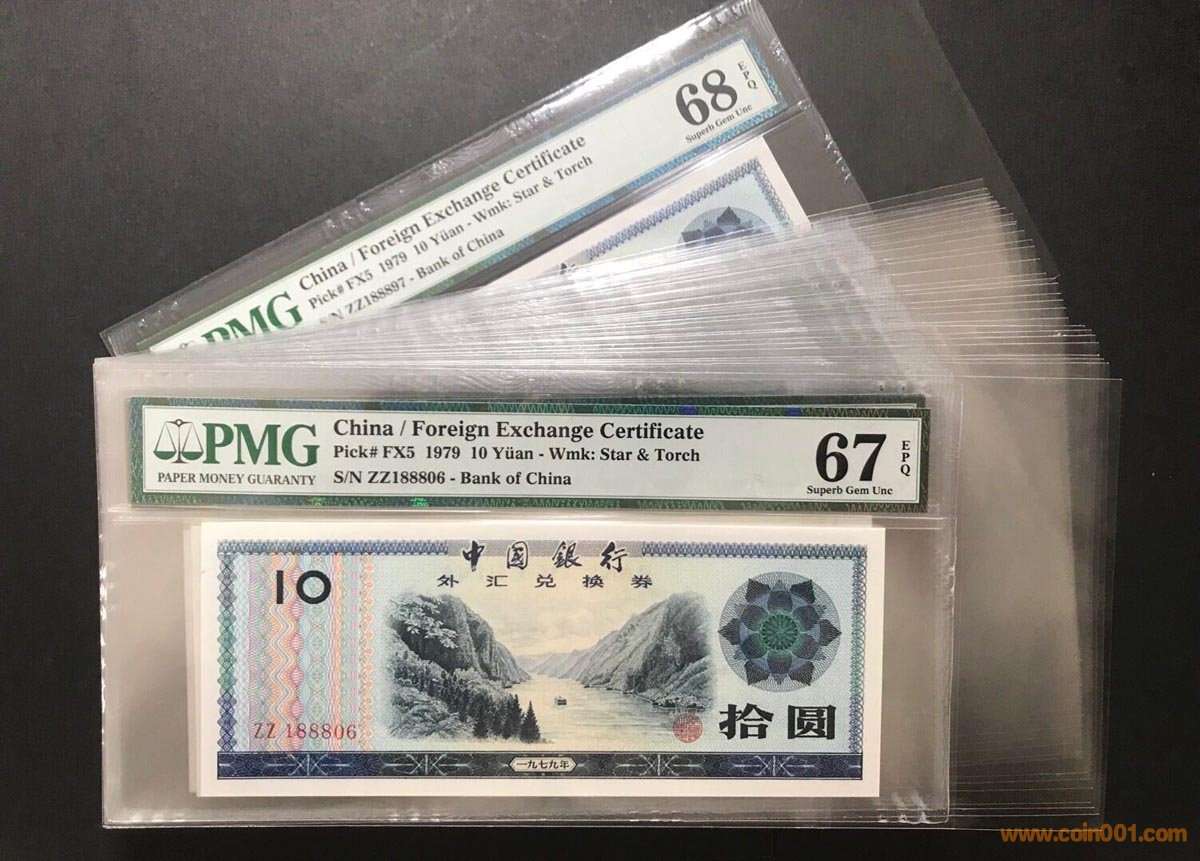 68 EPQ
Superb Gem Unc
China / Foreign Exchange Certificate
Pick# FX5 1979 10 Yüan - Wmk: Star & Torch
S/N ZZ188897 - Bank of China
PMG
PMG
PAPER MONEY GUARANTY
China / Foreign Exchange Certificate
Pick# FX5 1979 10 Yüan - Wmk: Star & Torch
S/N ZZ188806 - Bank of China
67 EPQ
Superb Gem Unc
中國銀行
外汇兑换券
10
ZZ 188806
拾圆
一九七九年
www.coin001.com